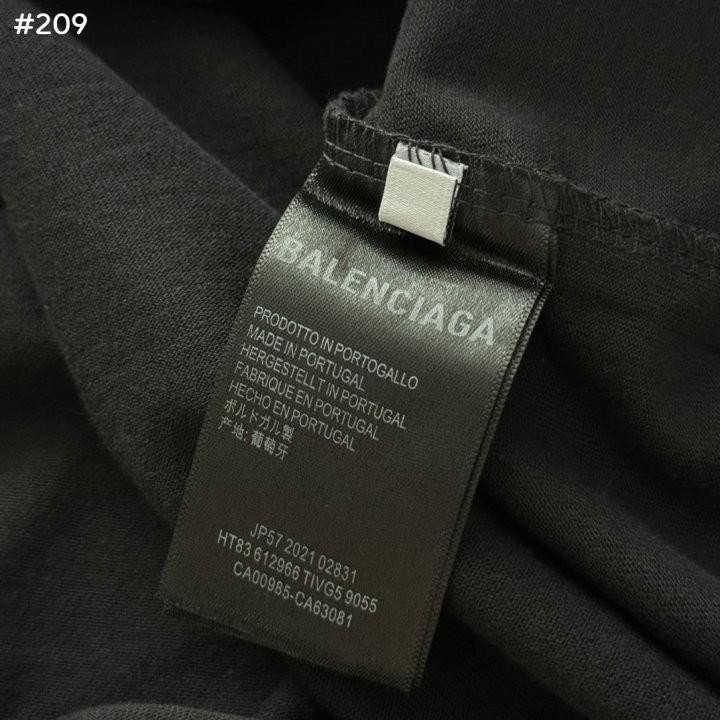 #209
BALENCIAGA
PRODOTTO IN PORTOGALLO
MADE IN PORTUGAL
HERGESTELLT IN PORTUGAL
FABRIQUE EN PORTUGAL
HECHO EN PORTUGAL
ポルドガル製
产地: 葡萄牙
JP57 2021 02831
HT83 612966 TIVG5 9055
CA00985-CA63081